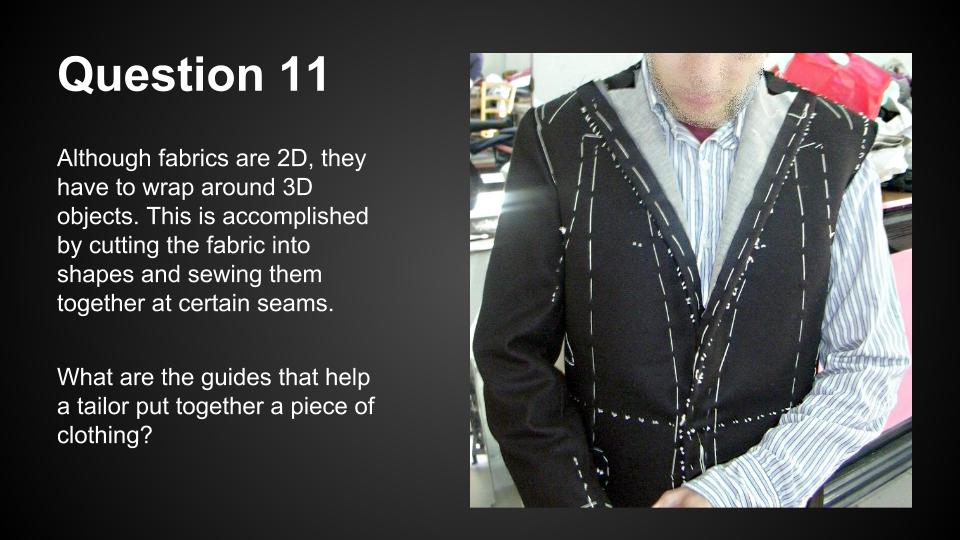 Question 11
Although fabrics are 2D, they
have to wrap around 3D
objects. This is accomplished
by cutting the fabric into
shapes and sewing them
together at certain seams.
What are the guides that help
a tailor put together a piece of
clothing?